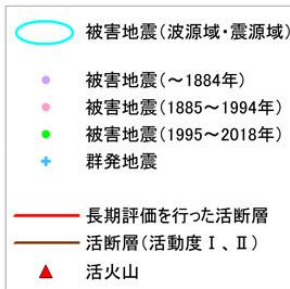 被害地震(波源域・震源域)
被害地震(～1884年)
被害地震(1885～1994年)
被害地震(1995～2018年)
群発地震
長期評価を行った活断層
活断層(活動度Ⅰ、Ⅱ)
活火山